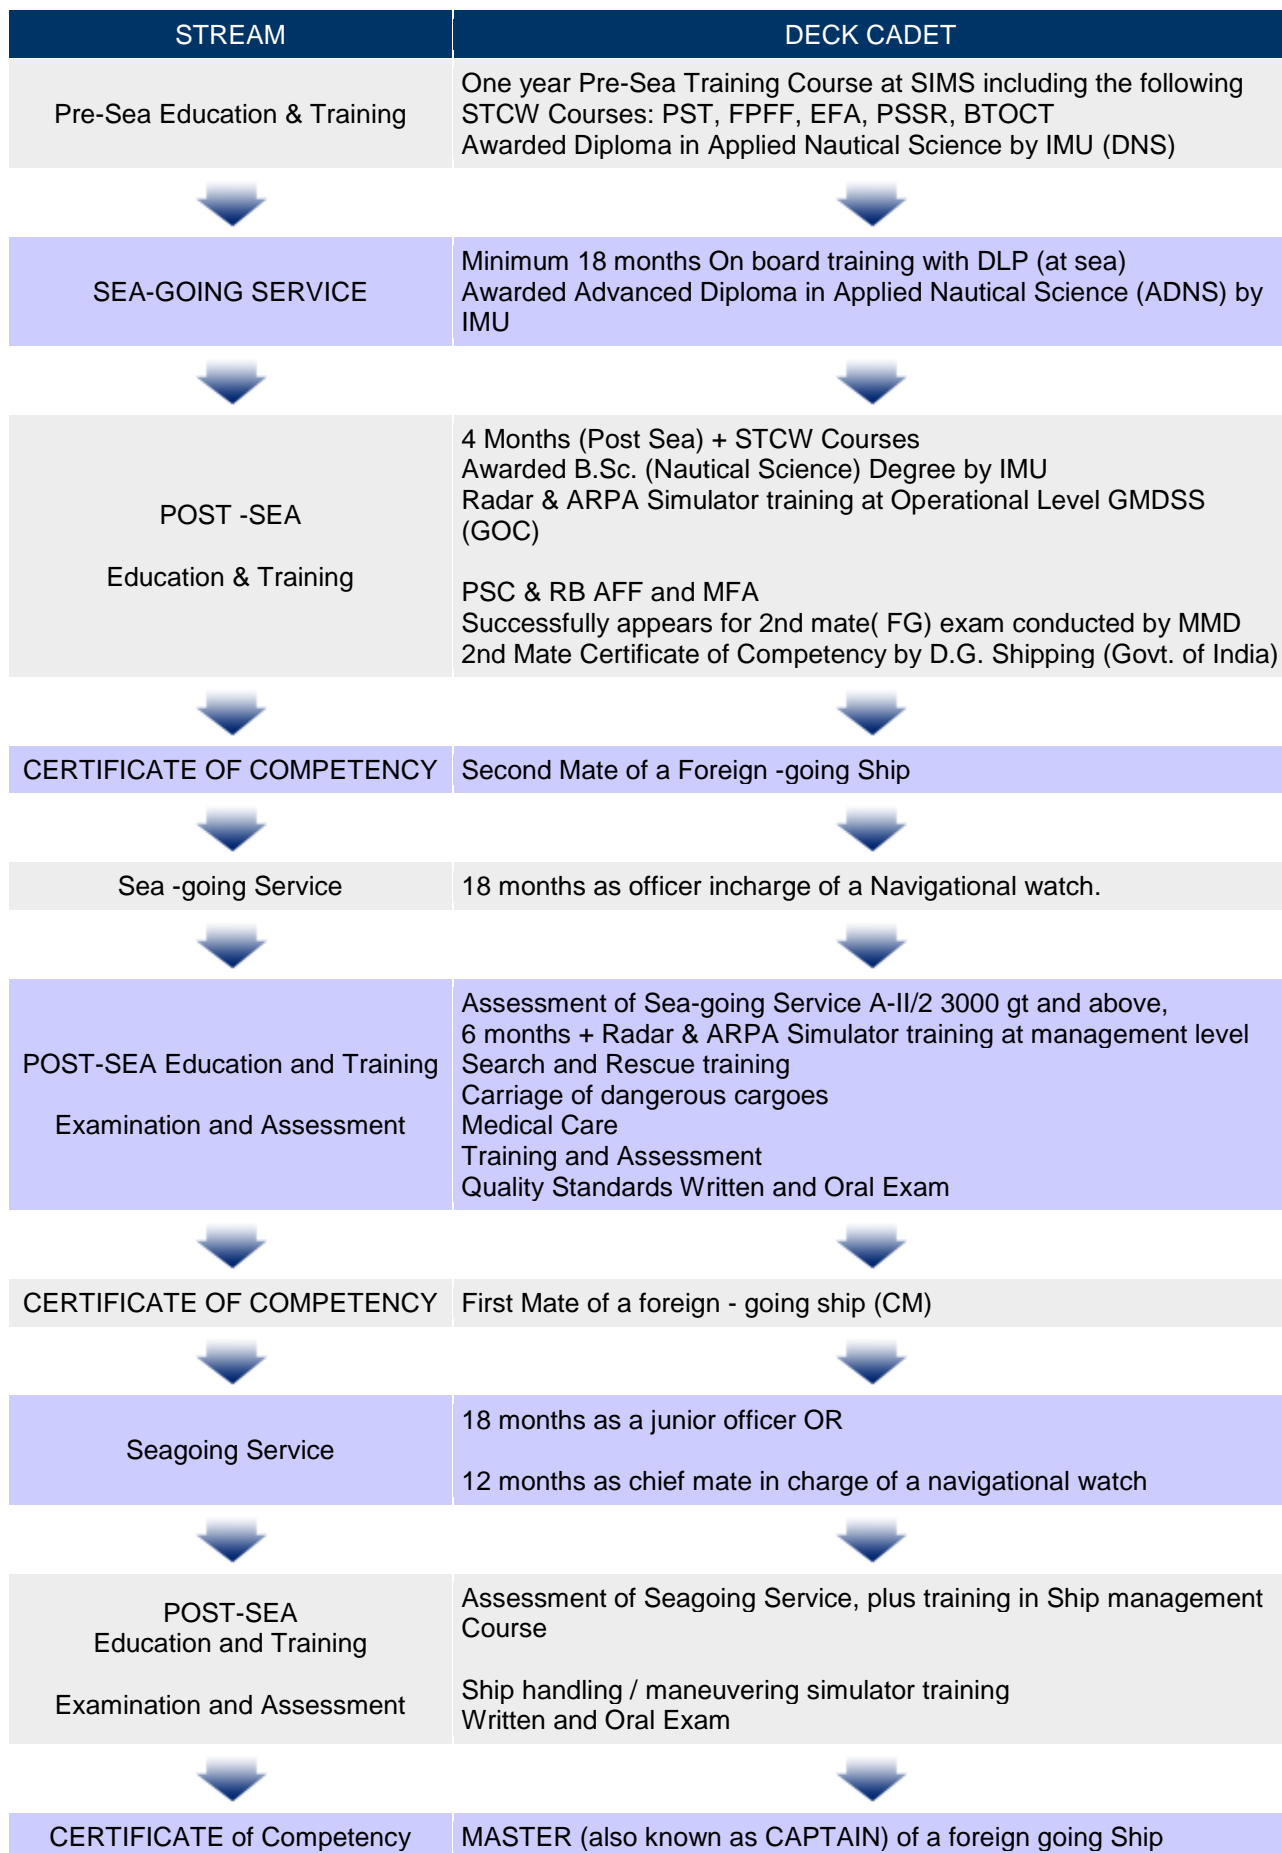 STREAM
DECK CADET
Pre-Sea Education & Training
One year Pre-Sea Training Course at SIMS including the following
STCW Courses: PST, FPFF, EFA, PSSR, BTOCT
Awarded Diploma in Applied Nautical Science by IMU (DNS)
SEA-GOING SERVICE
Minimum 18 months On board training with DLP (at sea)
Awarded Advanced Diploma in Applied Nautical Science (ADNS) by
IMU
POST -SEA
Education & Training
4 Months (Post Sea) + STCW Courses
Awarded B.Sc. (Nautical Science) Degree by IMU
Radar & ARPA Simulator training at Operational Level GMDSS
(GOC)
PSC & RB AFF and MFA
Successfully appears for 2nd mate( FG) exam conducted by MMD
2nd Mate Certificate of Competency by D.G. Shipping (Govt. of India)
CERTIFICATE OF COMPETENCY
Second Mate of a Foreign -going Ship
Sea -going Service
18 months as officer incharge of a Navigational watch.
POST-SEA Education and Training
Examination and Assessment
Assessment of Sea-going Service A-II/2 3000 gt and above,
6 months + Radar & ARPA Simulator training at management level
Search and Rescue training
Carriage of dangerous cargoes
Medical Care
Training and Assessment
Quality Standards Written and Oral Exam
CERTIFICATE OF COMPETENCY
First Mate of a foreign - going ship (CM)
Seagoing Service
18 months as a junior officer OR
12 months as chief mate in charge of a navigational watch
POST-SEA
Education and Training
Examination and Assessment
Assessment of Seagoing Service, plus training in Ship management
Course
Ship handling / maneuvering simulator training
Written and Oral Exam
CERTIFICATE of Competency
MASTER (also known as CAPTAIN) of a foreign going Ship